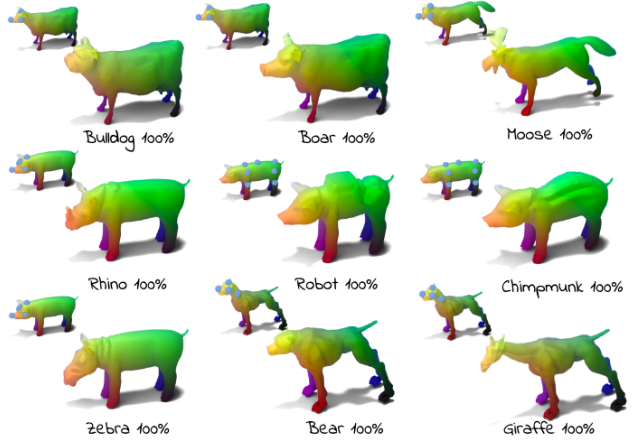 Bulldog 100%
Boar 100%
Moose 100%
Rhino 100%
Robot 100%
Chimpmunk 100%
Zebra 100%
Bear 100%
Giraffe 100%